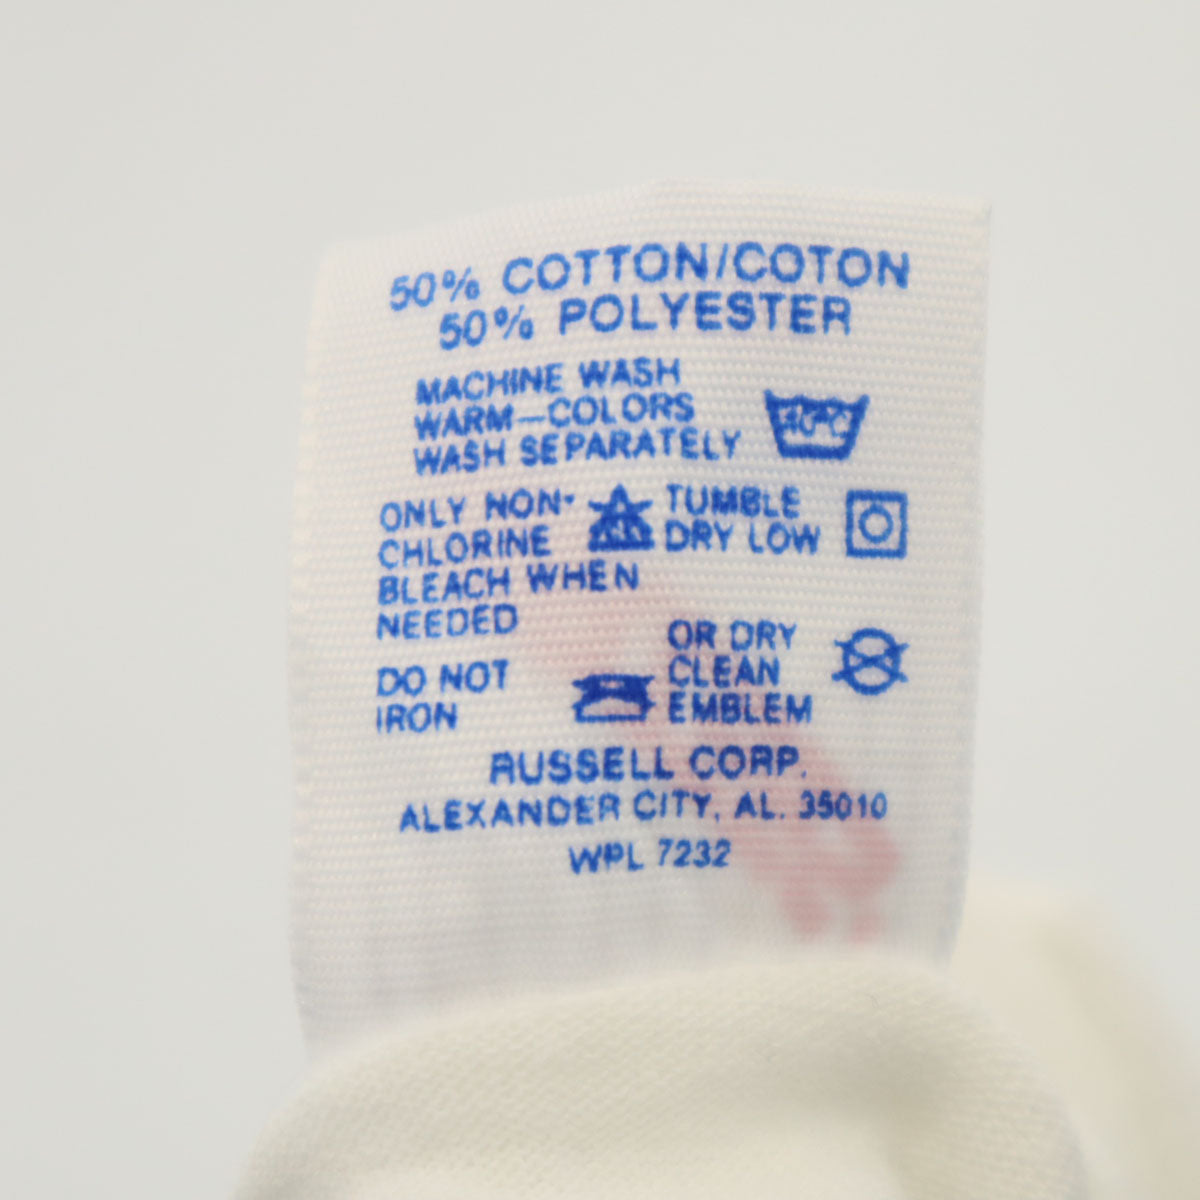 50% COTTON/COTON
50% POLYESTER
MACHINE WASH
WARM—COLORS
WASH SEPARATELY
40°C
ONLY NON-
CHLORINE
BLEACH WHEN
NEEDED
TUMBLE
DRY LOW
DO NOT
IRON
OR DRY
CLEAN
EMBLEM
RUSSELL CORP.
ALEXANDER CITY, AL. 35010
WPL 7232